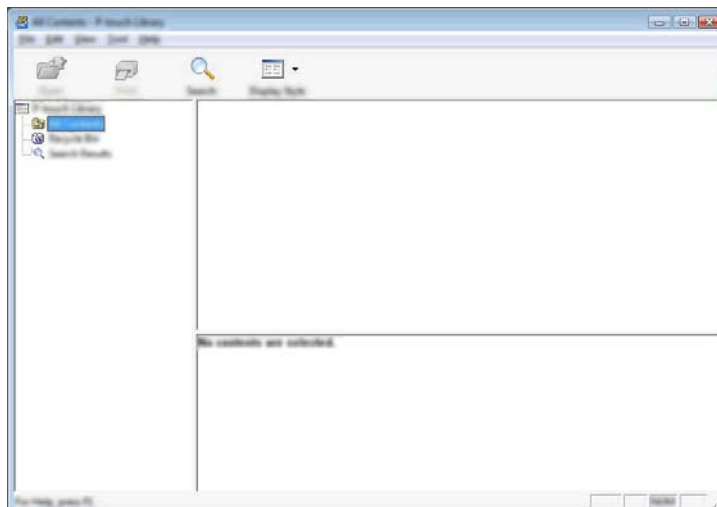 All Contents - P-touch Library
File Edit View Tool Help
Open Print Search Display Style
P-touch Library
All Contents
Recycle Bin
Search Results
No contents are selected.
For Help, press F1
NUM